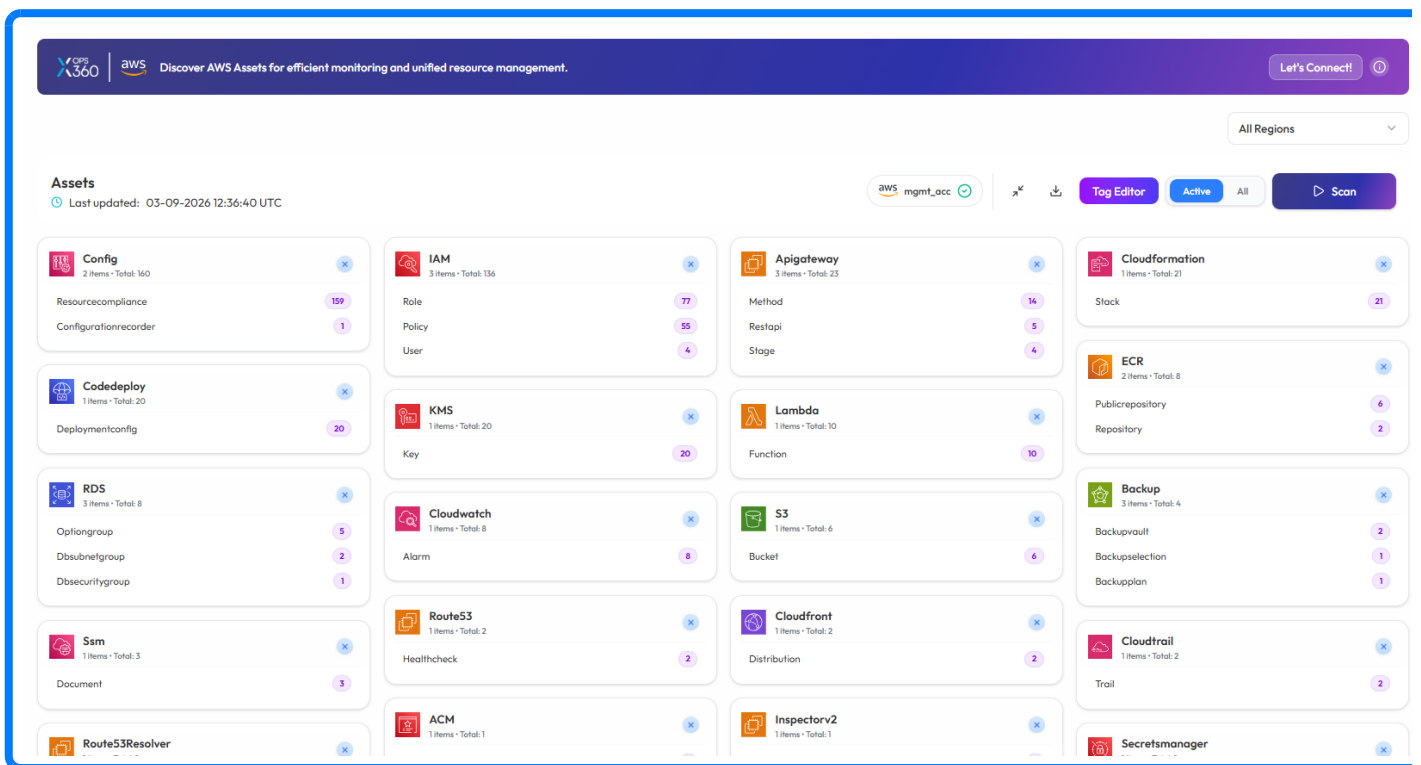 XOPS
360
aws
Discover AWS Assets for efficient monitoring and unified resource management.
Let's Connect!
All Regions
Assets
Last updated: 03-09-2026 12:36:40 UTC
aws mgmt_acc
Tag Editor
Active
All
Scan
Config
2 items • Total: 160
Resourcecompliance 159
Configurationrecorder 1
Codedeploy
1 items • Total: 20
Deploymentconfig 20
RDS
3 items • Total: 8
Optiongroup 5
Dbsubnetgroup 2
Dbsecuritygroup 1
Ssm
1 items • Total: 3
Document 3
Route53Resolver
IAM
3 items • Total: 136
Role 77
Policy 55
User 4
KMS
1 items • Total: 20
Key 20
Cloudwatch
1 items • Total: 8
Alarm 8
Route53
1 items • Total: 2
Healthcheck 2
ACM
1 items • Total: 1
Apigateway
3 items • Total: 23
Method 14
Restapi 5
Stage 4
Lambda
1 items • Total: 10
Function 10
S3
1 items • Total: 6
Bucket 6
Cloudfront
1 items • Total: 2
Distribution 2
Inspectorv2
1 items • Total: 1
Cloudformation
1 items • Total: 21
Stack 21
ECR
2 items • Total: 8
Publicrepository 6
Repository 2
Backup
3 items • Total: 4
Backupvault 2
Backupselection 1
Backupplan 1
Cloudtrail
1 items • Total: 2
Trail 2
Secretsmanager